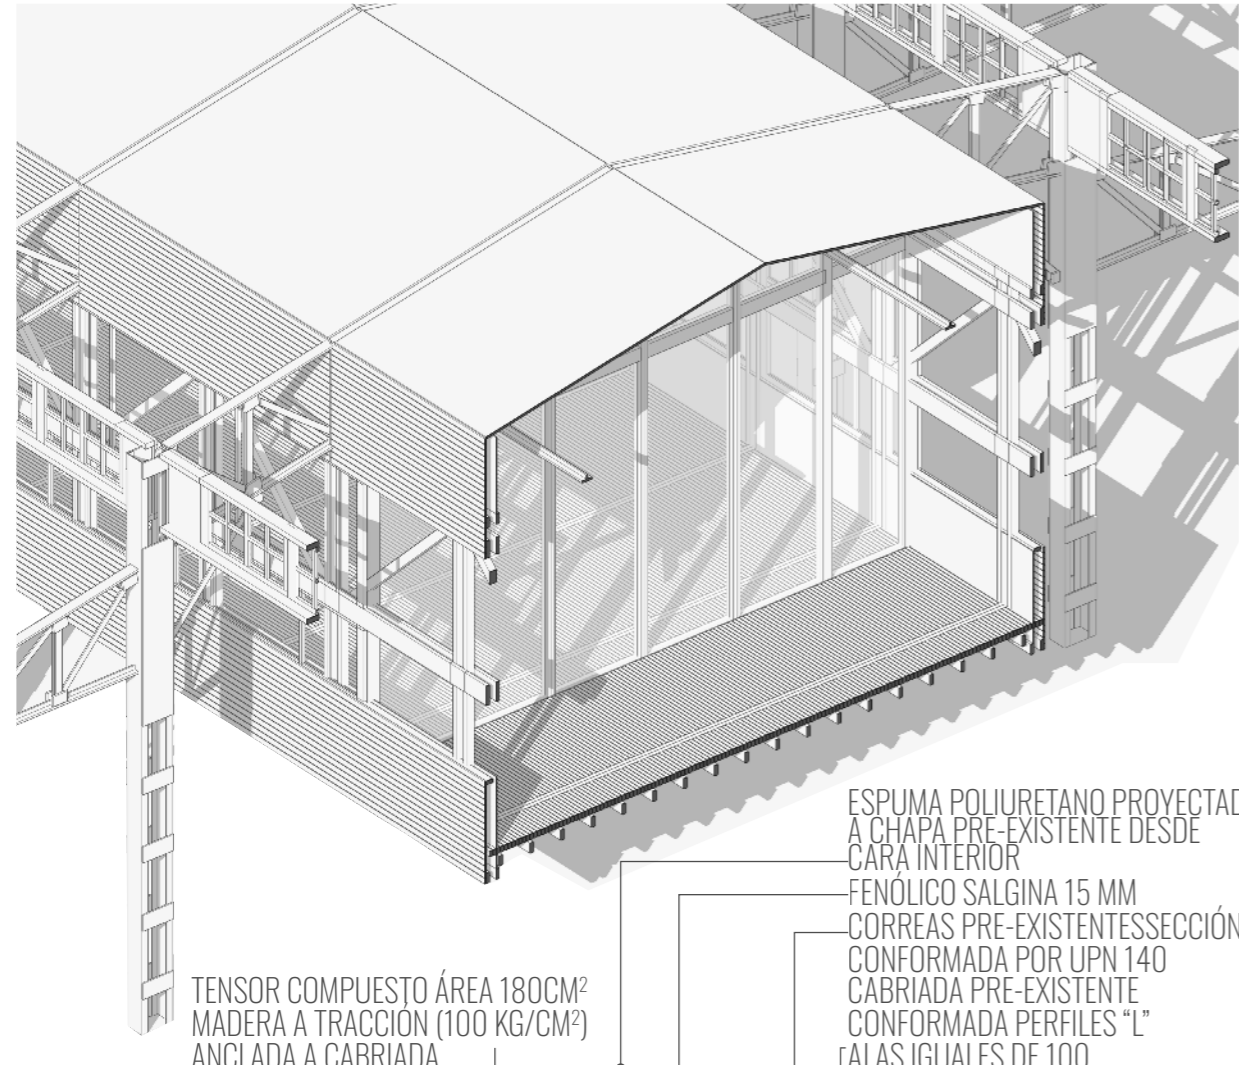 ESPUMA POLIURETANO PROYECTAD
A CHAPA PRE-EXISTENTE DESDE
CARA INTERIOR
FENÓLICO SALGINA 15 MM
CORREAS PRE-EXISTENTESSECCIÓN
CONFORMADA POR UPN 140
CABRIADA PRE-EXISTENTE
CONFORMADA PERFILES “L”
ALAS IGUALES DE 100
TENSOR COMPUESTO ÁREA 180CM²
MADERA A TRACCIÓN (100 KG/CM²)
ANCLADA A CABRIADA